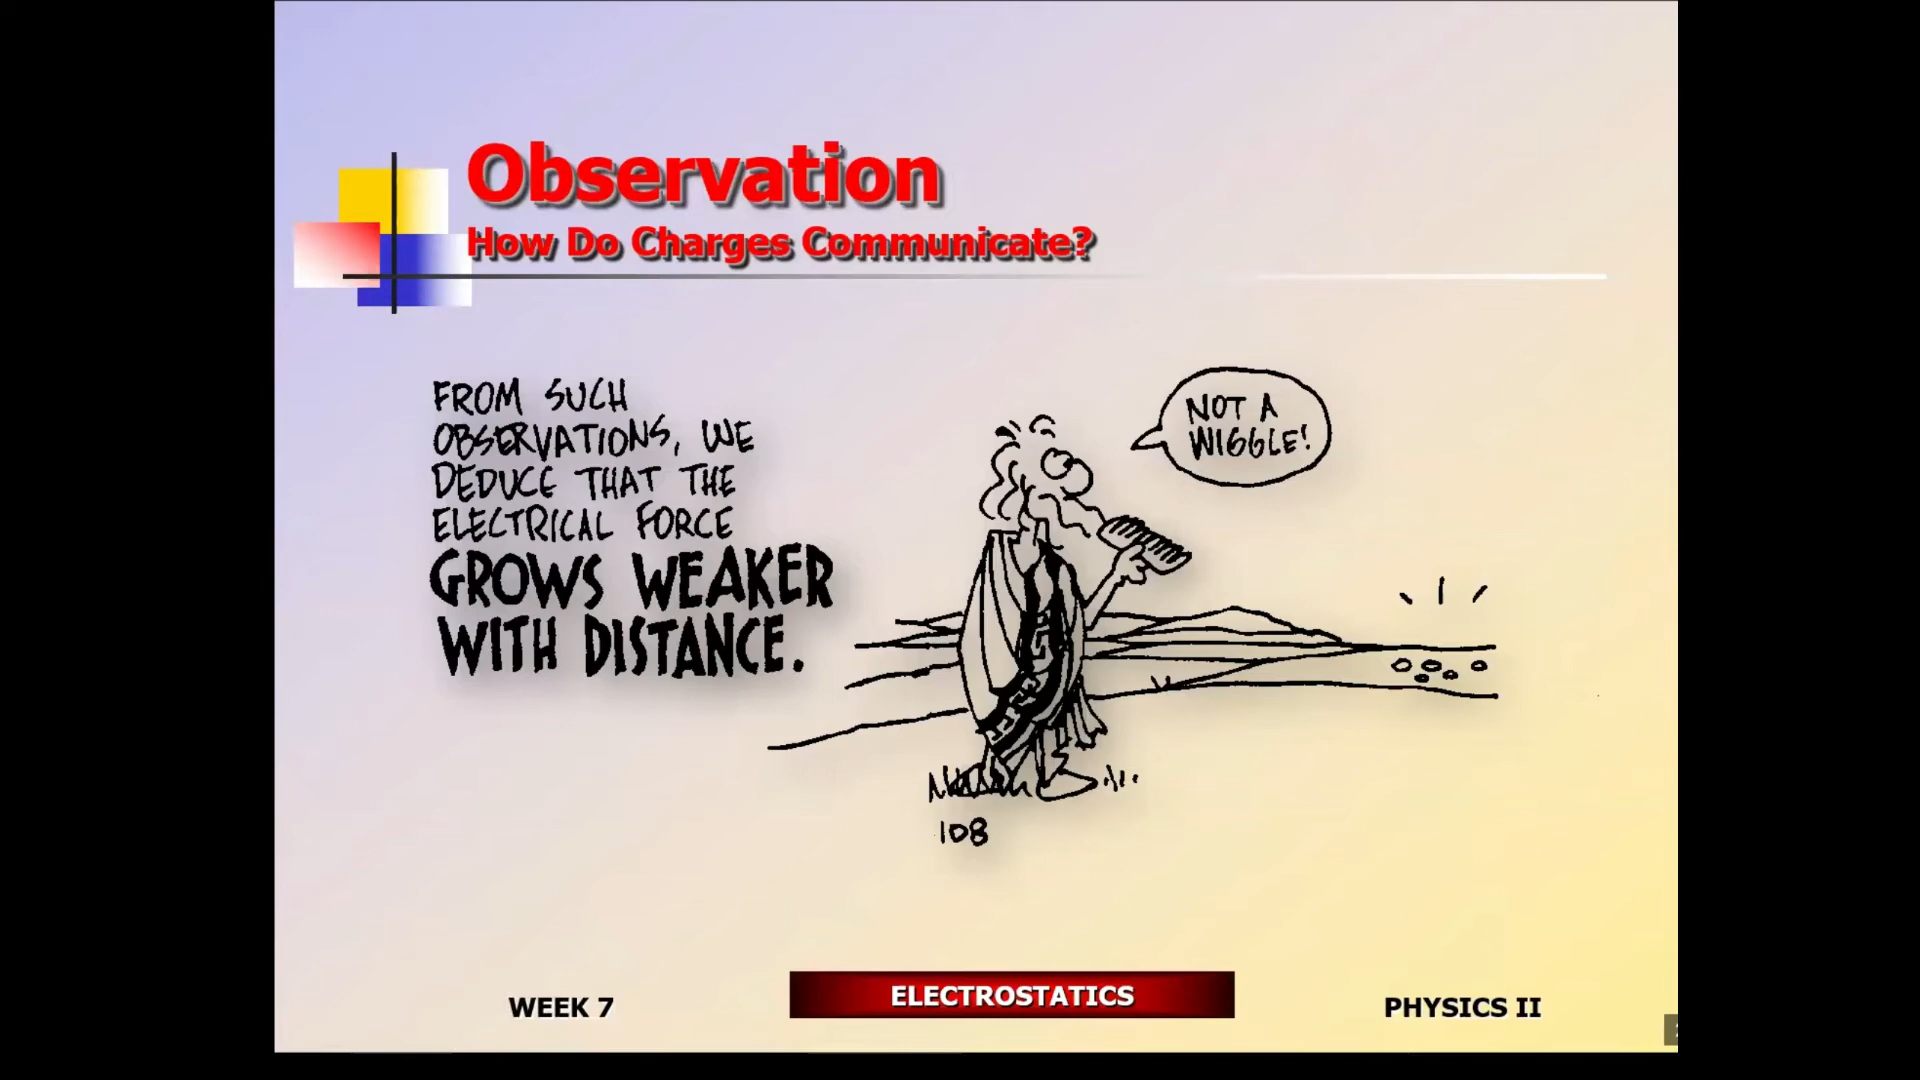 Observation
How Do Charges Communicate?
FROM SUCH
OBSERVATIONS, WE
DEDUCE THAT THE
ELECTRICAL FORCE
GROWS WEAKER
WITH DISTANCE.
NOT A
WIGGLE!
108
WEEK 7
ELECTROSTATICS
PHYSICS II